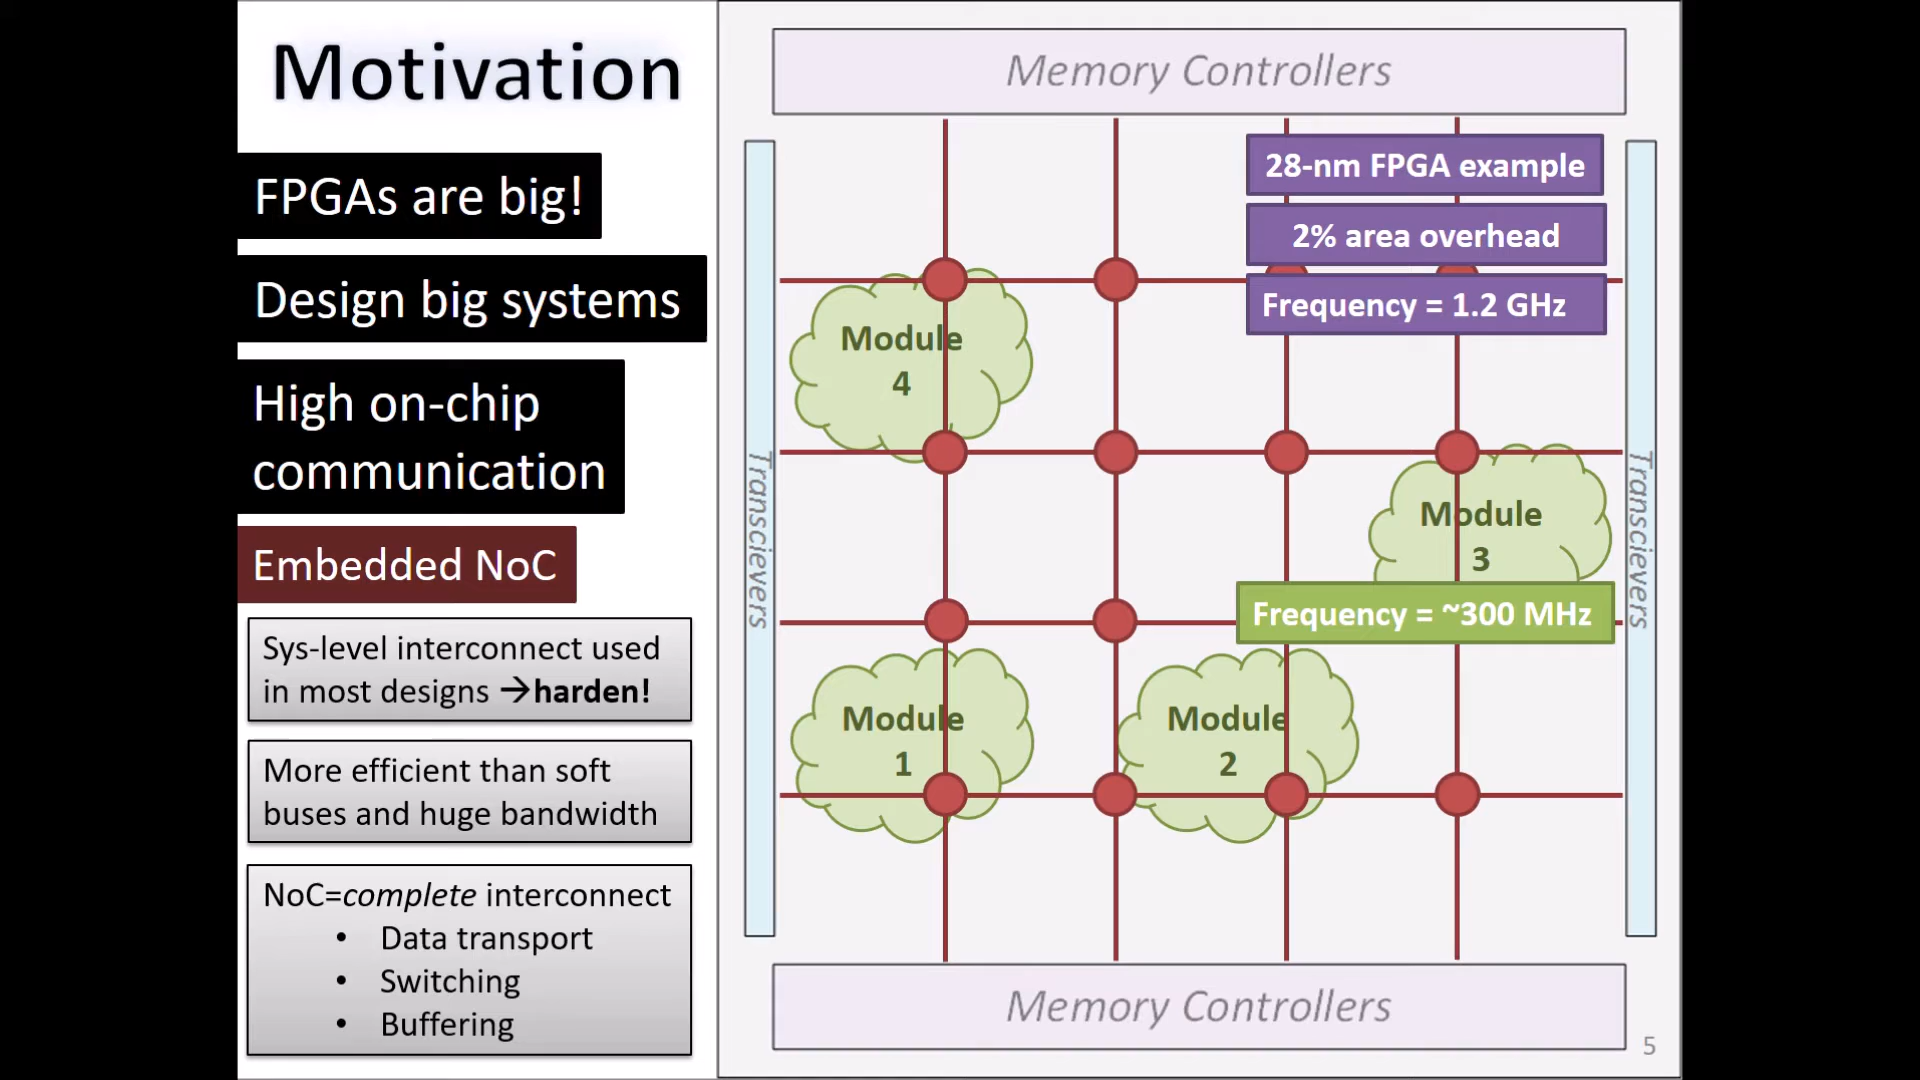 Motivation
FPGAs are big!
Design big systems
High on-chip
communication
Embedded NoC
Sys-level interconnect used
in most designs →harden!
More efficient than soft
buses and huge bandwidth
NoC=complete interconnect
• Data transport
• Switching
• Buffering
Memory Controllers
28-nm FPGA example
2% area overhead
Frequency = 1.2 GHz
Module
4
Transcievers
Module
3
Transcievers
Frequency = ~300 MHz
Module
1
Module
2
Memory Controllers
5